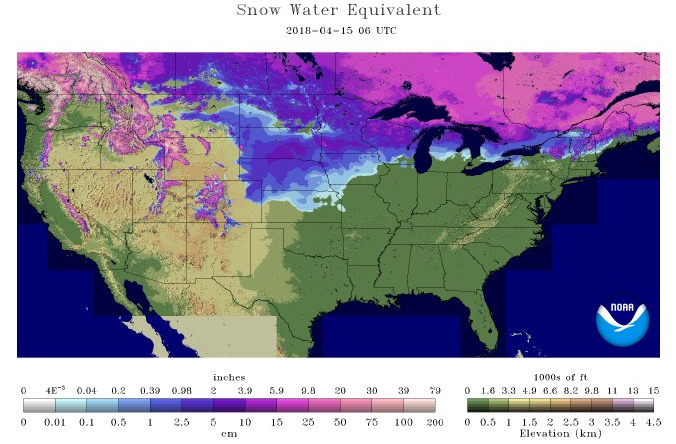 Snow Water Equivalent
2018-04-15 06 UTC
NOAA
inches
0 4E-3 0.04 0.2 0.39 0.98 2 3.9 5.9 9.8 20 30 39 79
0 0.01 0.1 0.5 1 2.5 5 10 15 25 50 75 100 200
cm
1000s of ft
0 1.6 3.3 4.9 6.6 8.2 9.8 11 13 15
0 0.5 1 1.5 2 2.5 3 3.5 4 4.5
Elevation (km)